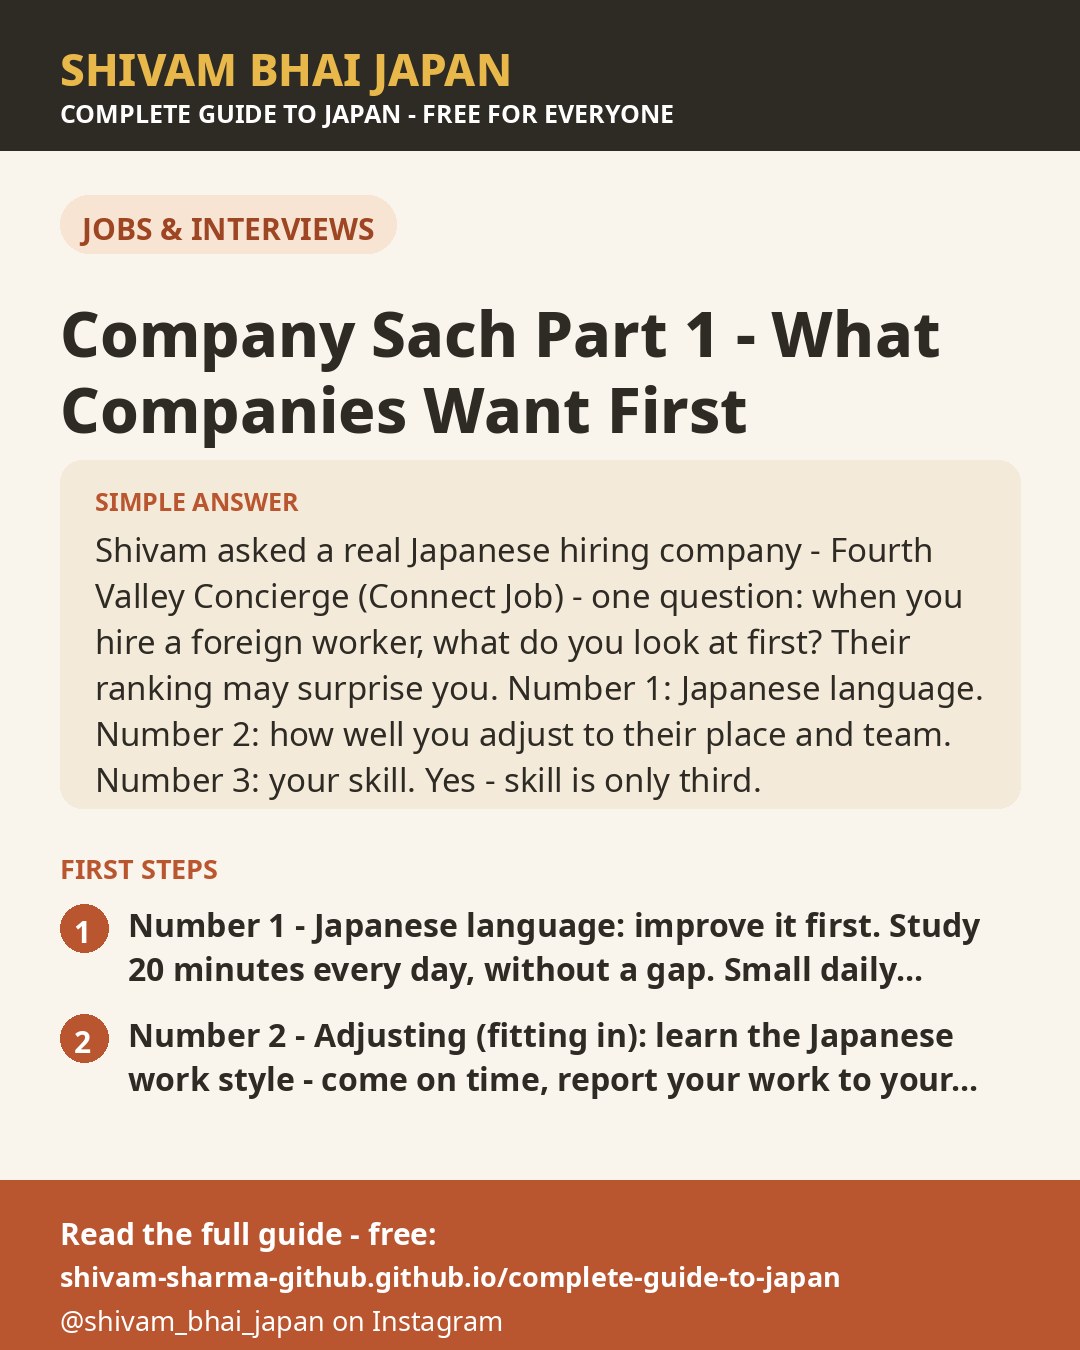 SHIVAM BHAI JAPAN
COMPLETE GUIDE TO JAPAN - FREE FOR EVERYONE
JOBS & INTERVIEWS
Company Sach Part 1 - What
Companies Want First
SIMPLE ANSWER
Shivam asked a real Japanese hiring company - Fourth
Valley Concierge (Connect Job) - one question: when you
hire a foreign worker, what do you look at first? Their
ranking may surprise you. Number 1: Japanese language.
Number 2: how well you adjust to their place and team.
Number 3: your skill. Yes - skill is only third.
FIRST STEPS
1 Number 1 - Japanese language: improve it first. Study
20 minutes every day, without a gap. Small daily...
2 Number 2 - Adjusting (fitting in): learn the Japanese
work style - come on time, report your work to your...
Read the full guide - free:
shivam-sharma-github.github.io/complete-guide-to-japan
@shivam_bhai_japan on Instagram